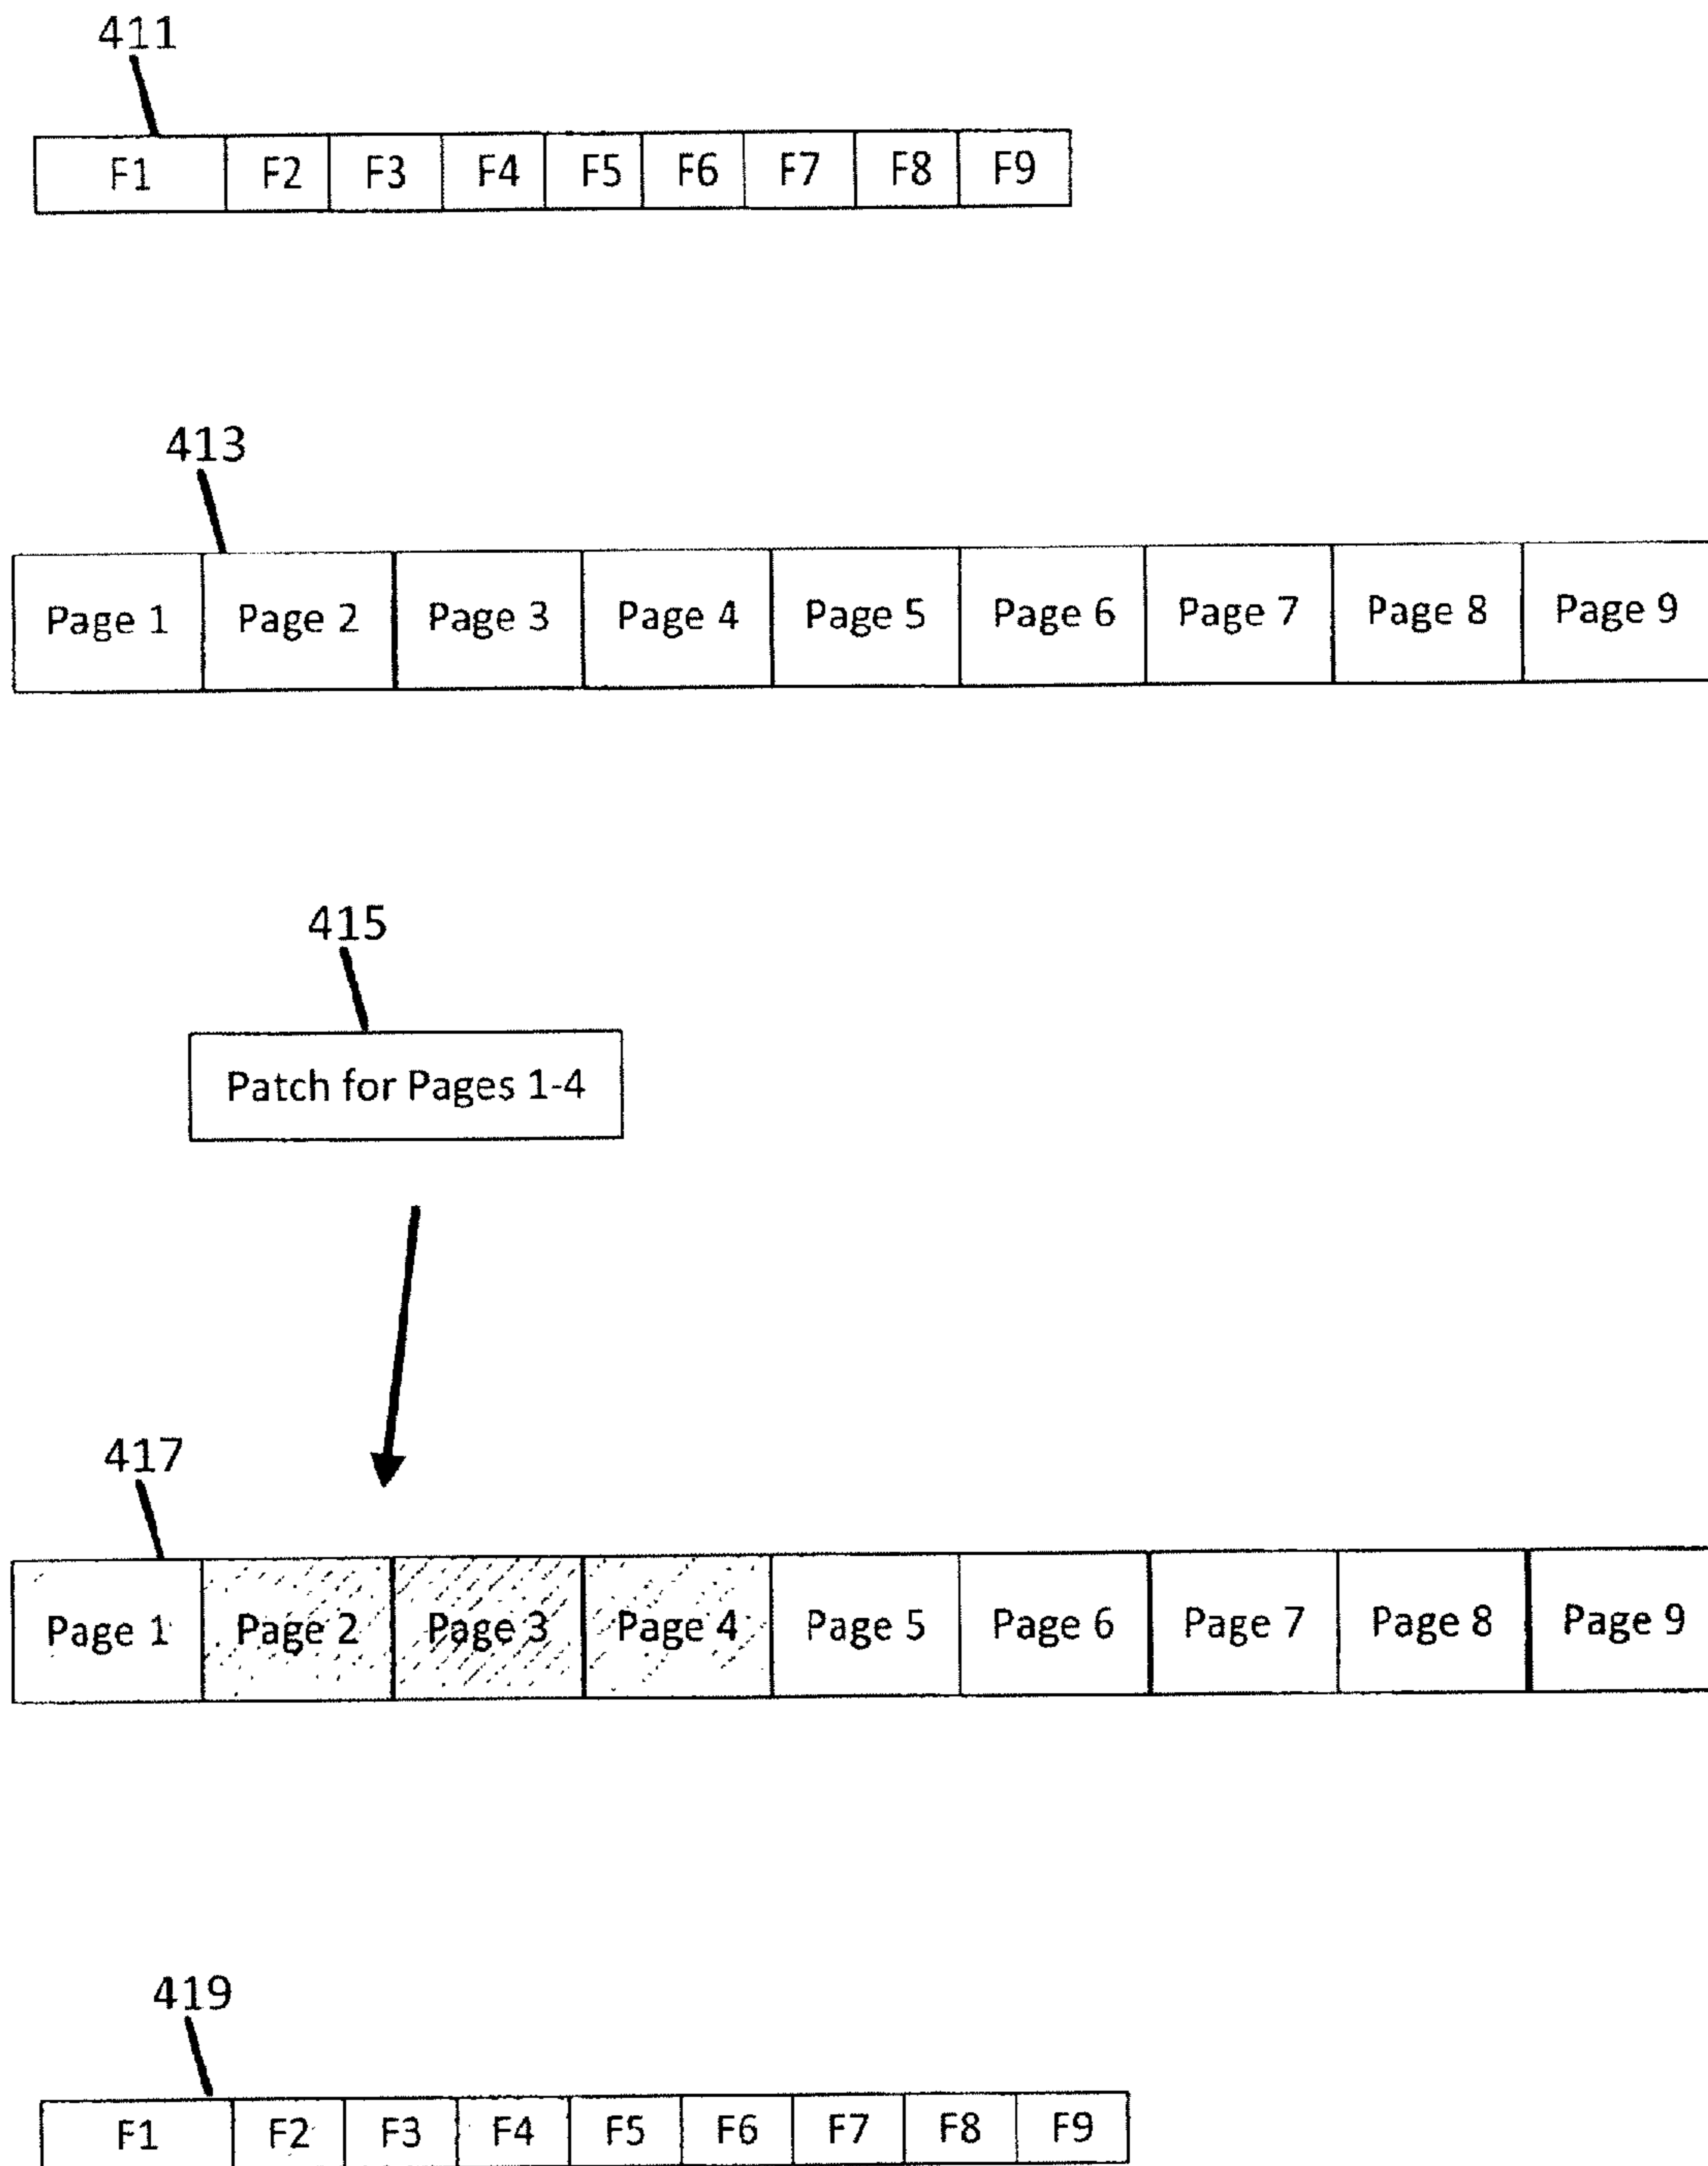 411
F1 F2 F3 F4 F5 F6 F7 F8 F9
413
Page 1 Page 2 Page 3 Page 4 Page 5 Page 6 Page 7 Page 8 Page 9
415
Patch for Pages 1-4
417
Page 1 Page 2 Page 3 Page 4 Page 5 Page 6 Page 7 Page 8 Page 9
419
F1 F2 F3 F4 F5 F6 F7 F8 F9